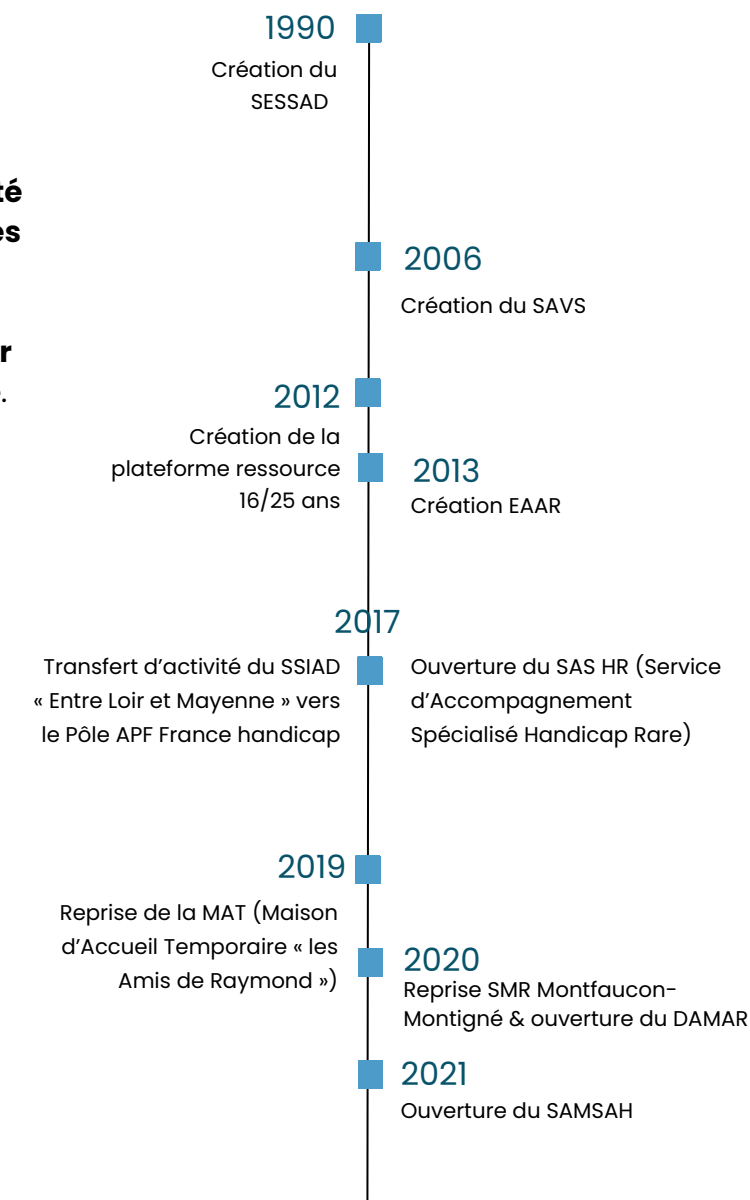 1990
Création du
SESSAD
té
es
r
.
2006
Création du SAVS
2012
Création de la
plateforme ressource
16/25 ans
2013
Création EAAR
2017
Transfert d’activité du SSIAD
« Entre Loir et Mayenne » vers
le Pôle APF France handicap
Ouverture du SAS HR (Service
d’Accompagnement
Spécialisé Handicap Rare)
2019
Reprise de la MAT (Maison
d’Accueil Temporaire « les
Amis de Raymond »)
2020
Reprise SMR Montfaucon-
Montigné & ouverture du DAMAR
2021
Ouverture du SAMSAH